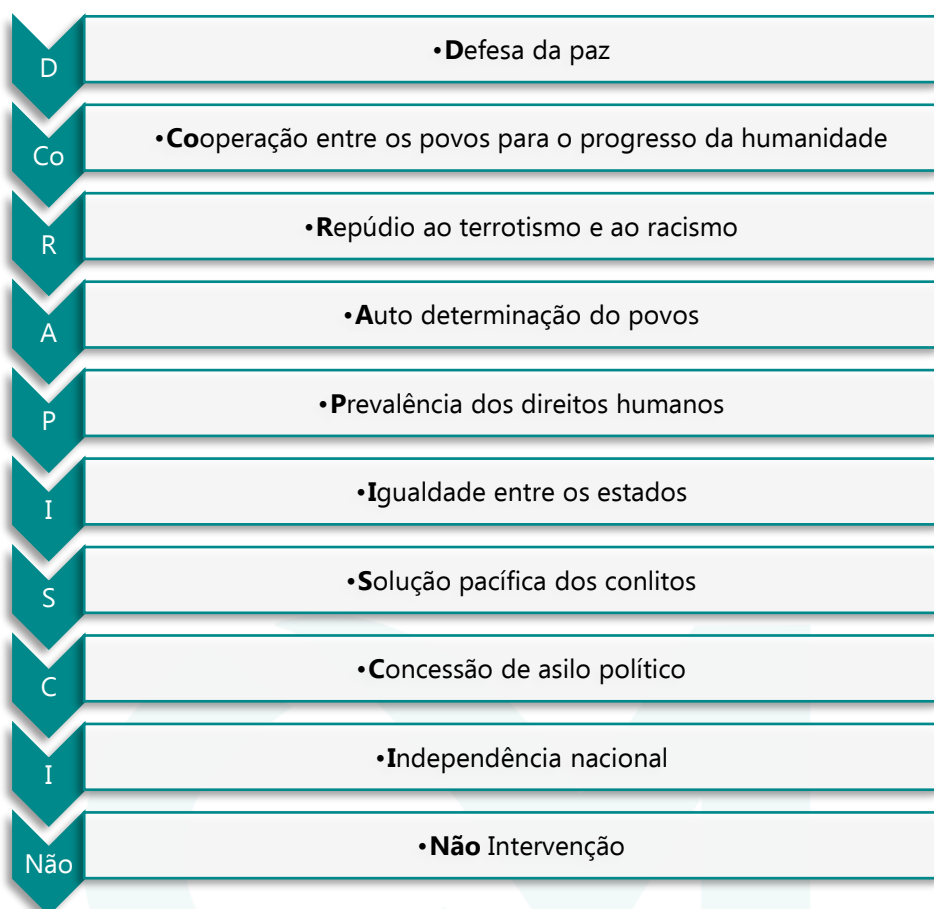 D
•Defesa da paz
Co
•Cooperação entre os povos para o progresso da humanidade
R
•Repúdio ao terrotismo e ao racismo
A
•Auto determinação do povos
P
•Prevalência dos direitos humanos
I
•Igualdade entre os estados
S
•Solução pacífica dos conlitos
C
•Concessão de asilo político
I
•Independência nacional
Não
•Não Intervenção